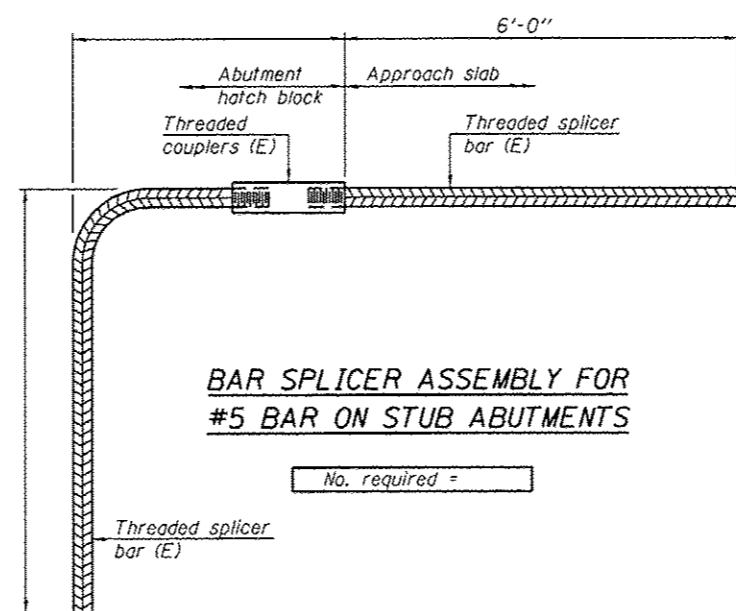 6'-0"
Abutment
hatch block
Approach slab
Threaded
couplers (E)
Threaded splicer
bar (E)
BAR SPLICER ASSEMBLY FOR
#5 BAR ON STUB ABUTMENTS
No. required =
Threaded splicer
bar (E)